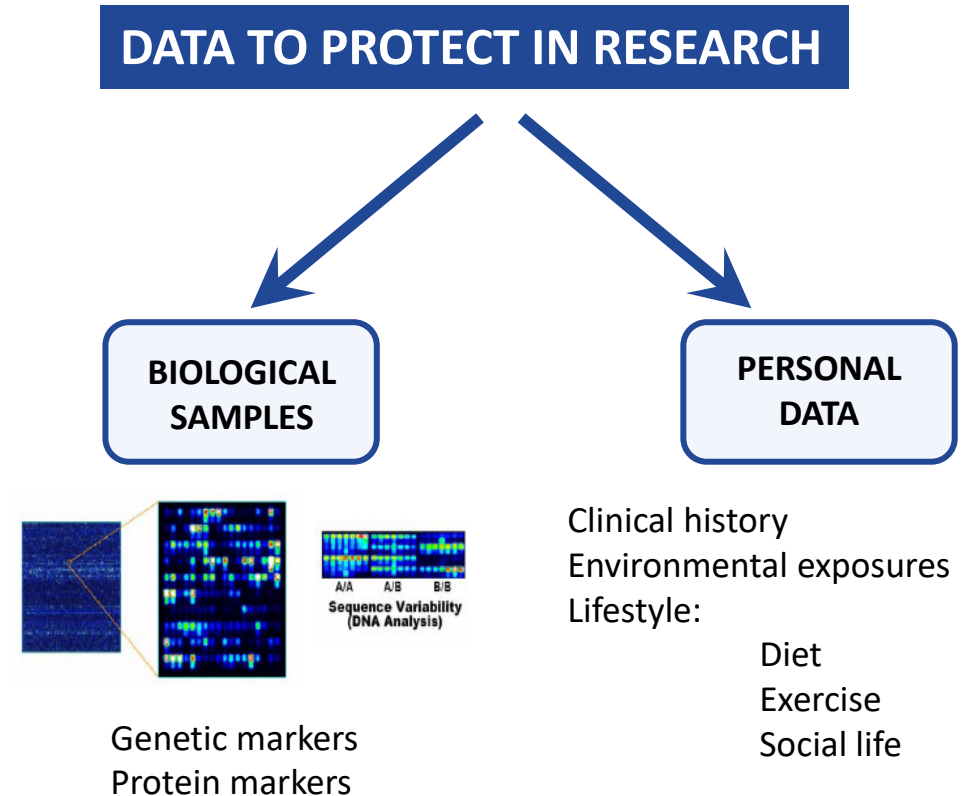 DATA TO PROTECT IN RESEARCH
BIOLOGICAL
SAMPLES
PERSONAL
DATA
A/A A/B B/B
Sequence Variability
(DNA Analysis)
Genetic markers
Protein markers
Clinical history
Environmental exposures
Lifestyle:
Diet
Exercise
Social life